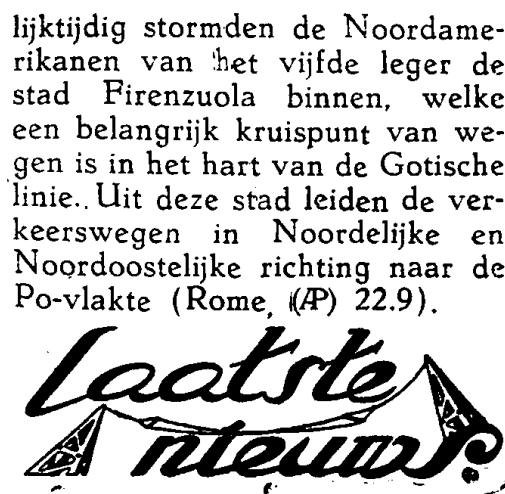 lijktijdig stormden de Noordame-
rikanen van het vijfde leger de
stad Firenzuola binnen, welke
een belangrijk kruispunt van we-
gen is in het hart van de Gotische
linie.. Uit deze stad leiden de ver-
keerswegen in Noordelijke en
Noordoostelijke richting naar de
Po-vlakte (Rome, (AP) 22.9).
Laatste
nieuws.